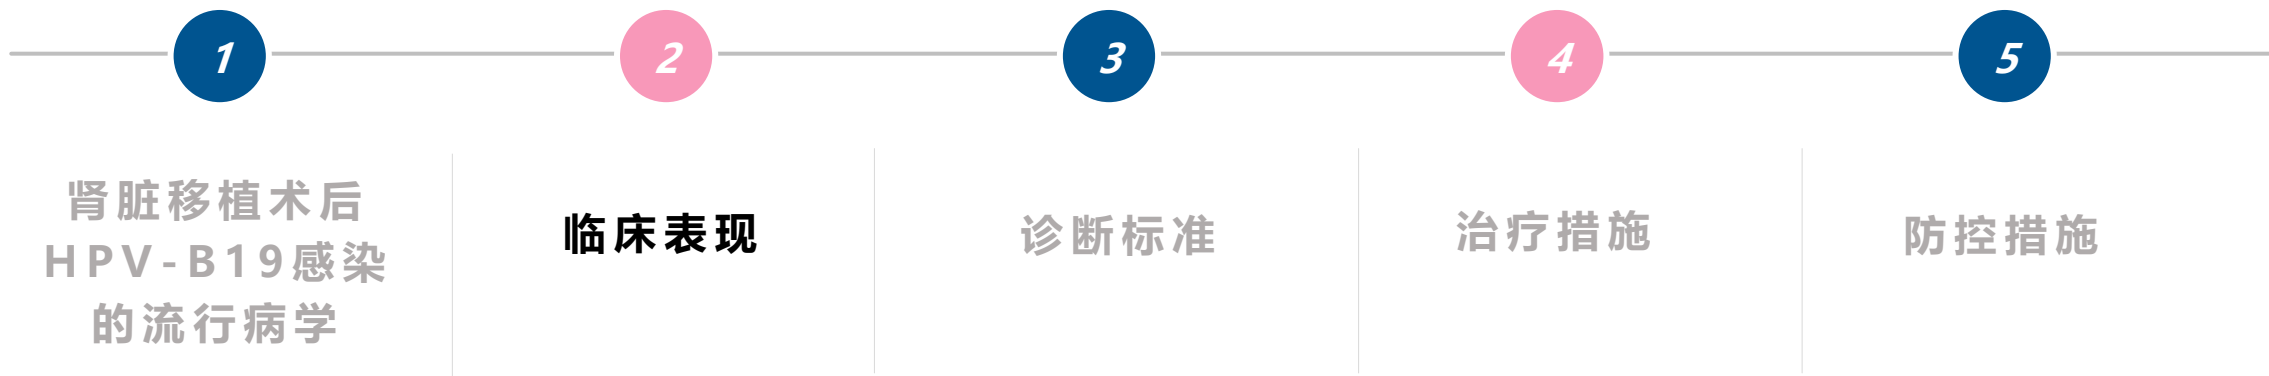 1
2
3
4
5
肾脏移植术后
HPV-B19感染
的流行病学
临床表现
诊断标准
治疗措施
防控措施